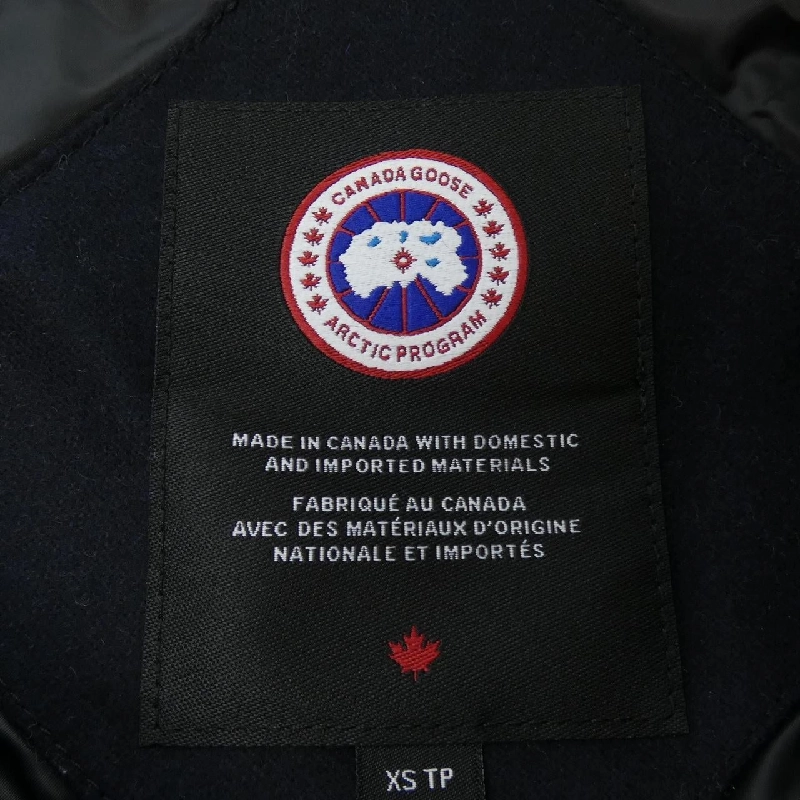 CANADA GOOSE
ARCTIC PROGRAM
MADE IN CANADA WITH DOMESTIC
AND IMPORTED MATERIALS
FABRIQUÉ AU CANADA
AVEC DES MATÉRIAUX D'ORIGINE
NATIONALE ET IMPORTÉS
XS TP